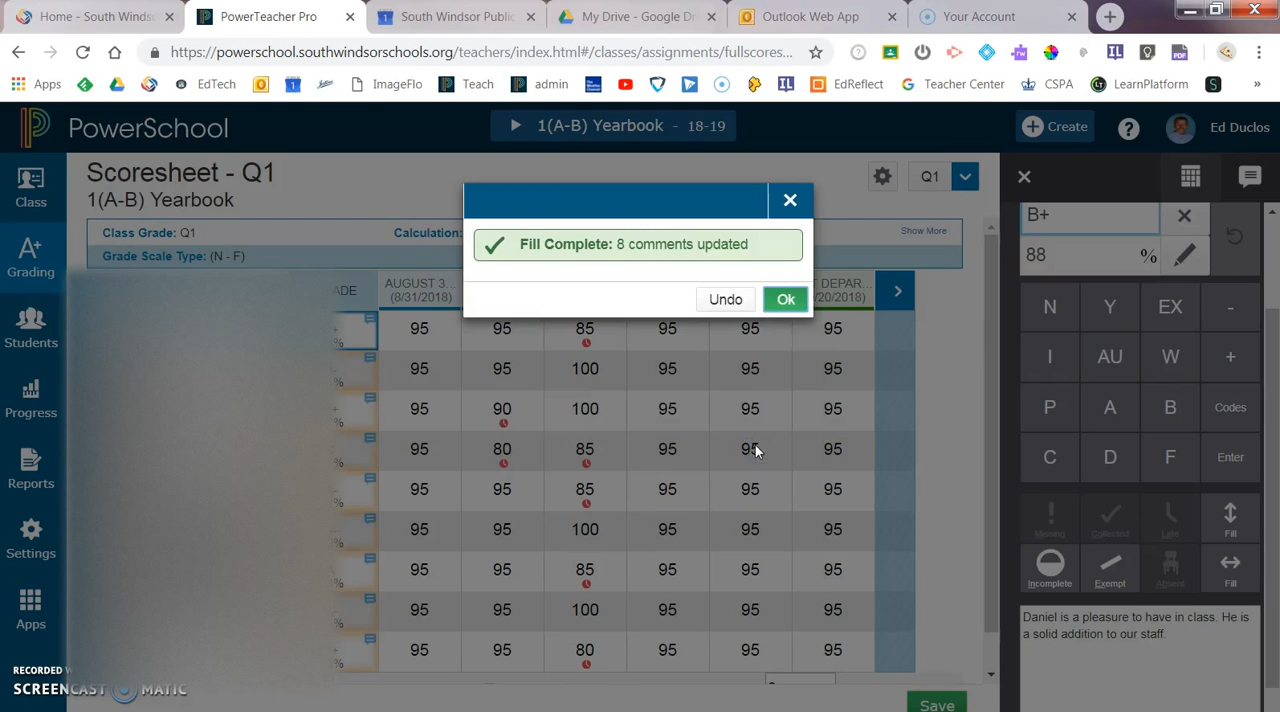 Home - South Winds
PowerTeacher Pro
South Windsor Public
My Drive - Google Dr
Outlook Web App
Your Account
https://powerschool.southwindsorschools.org/teachers/index.html#/classes/assignments/fullscores...
Apps
EdTech
ImageFlo
Teach
admin
IL
EdReflect
Teacher Center
CSPA
LearnPlatform
»
PowerSchool
1(A-B) Yearbook - 18-19
Create
?
Ed Duclos
Class
Grading
Students
Progress
Reports
Settings
Apps
Scoresheet - Q1
1(A-B) Yearbook
Q1
Class Grade: Q1
Calculation:
Show More
Grade Scale Type: (N - F)
Fill Complete: 8 comments updated
Undo
Ok
ADE
AUGUST 3...
(8/31/2018)
T DEPAR...
/20/2018)
95 95 85 95 95 95
95 95 100 95 95 95
95 90 100 95 95 95
95 80 85 95 95 95
95 95 85 95 95 95
95 95 100 95 95 95
95 95 85 95 95 95
95 95 100 95 95 95
95 95 80 95 95 95
Save
B+
88 %
N Y EX -
I AU W +
P A B Codes
C D F Enter
Missing
Collected
Late
Fill
Incomplete
Exempt
Absent
Fill
Daniel is a pleasure to have in class. He is
a solid addition to our staff.
RECORDED W
SCREENCAST MATIC